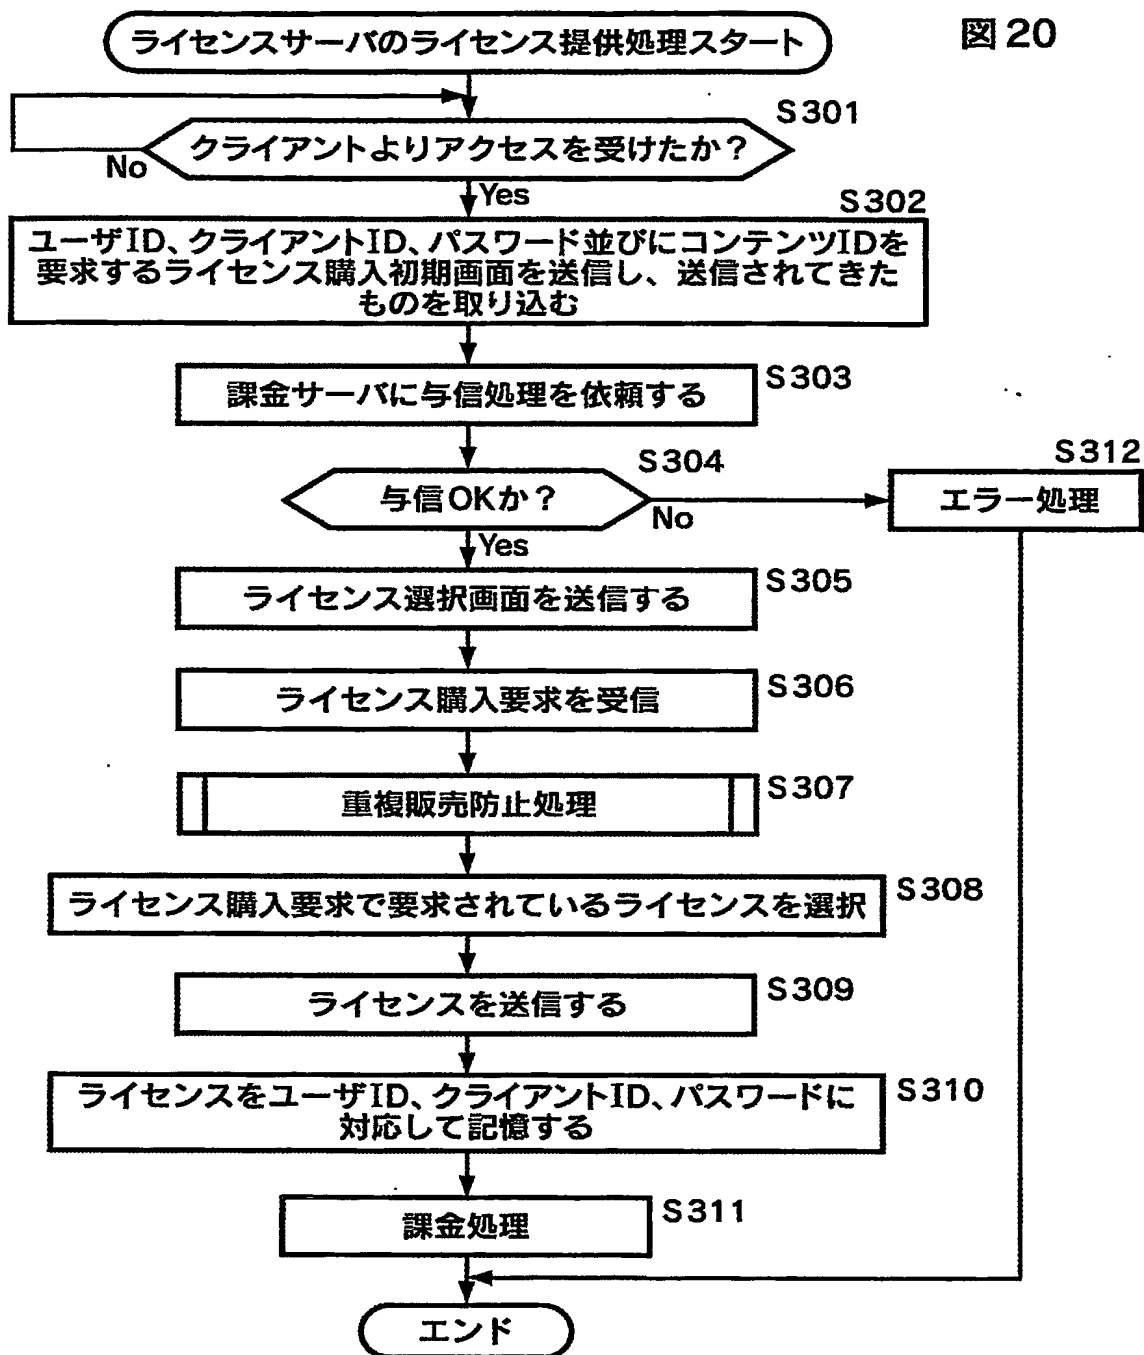 図20
ライセンスサーバのライセンス提供処理スタート
S301
クライアントよりアクセスを受けたか？
No
Yes
S302
ユーザID、クライアントID、パスワード並びにコンテンツIDを
要求するライセンス購入初期画面を送信し、送信されてきた
ものを取り込む
課金サーバに与信処理を依頼する
S303
S304
与信OKか？
No
Yes
S312
エラー処理
ライセンス選択画面を送信する
S305
ライセンス購入要求を受信
S306
重複販売防止処理
S307
ライセンス購入要求で要求されているライセンスを選択
S308
ライセンスを送信する
S309
ライセンスをユーザID、クライアントID、パスワードに
対応して記憶する
S310
課金処理
S311
エンド